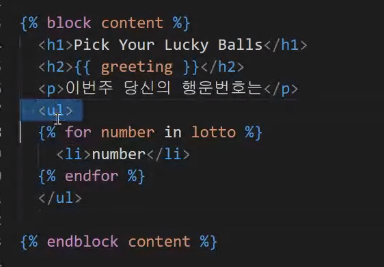 {% block content %}
<h1>Pick Your Lucky Balls</h1>
<h2>{{ greeting }}</h2>
<p>이번주 당신의 행운번호는</p>
<ul>
{% for number in lotto %}
<li>number</li>
{% endfor %}
</ul>
{% endblock content %}